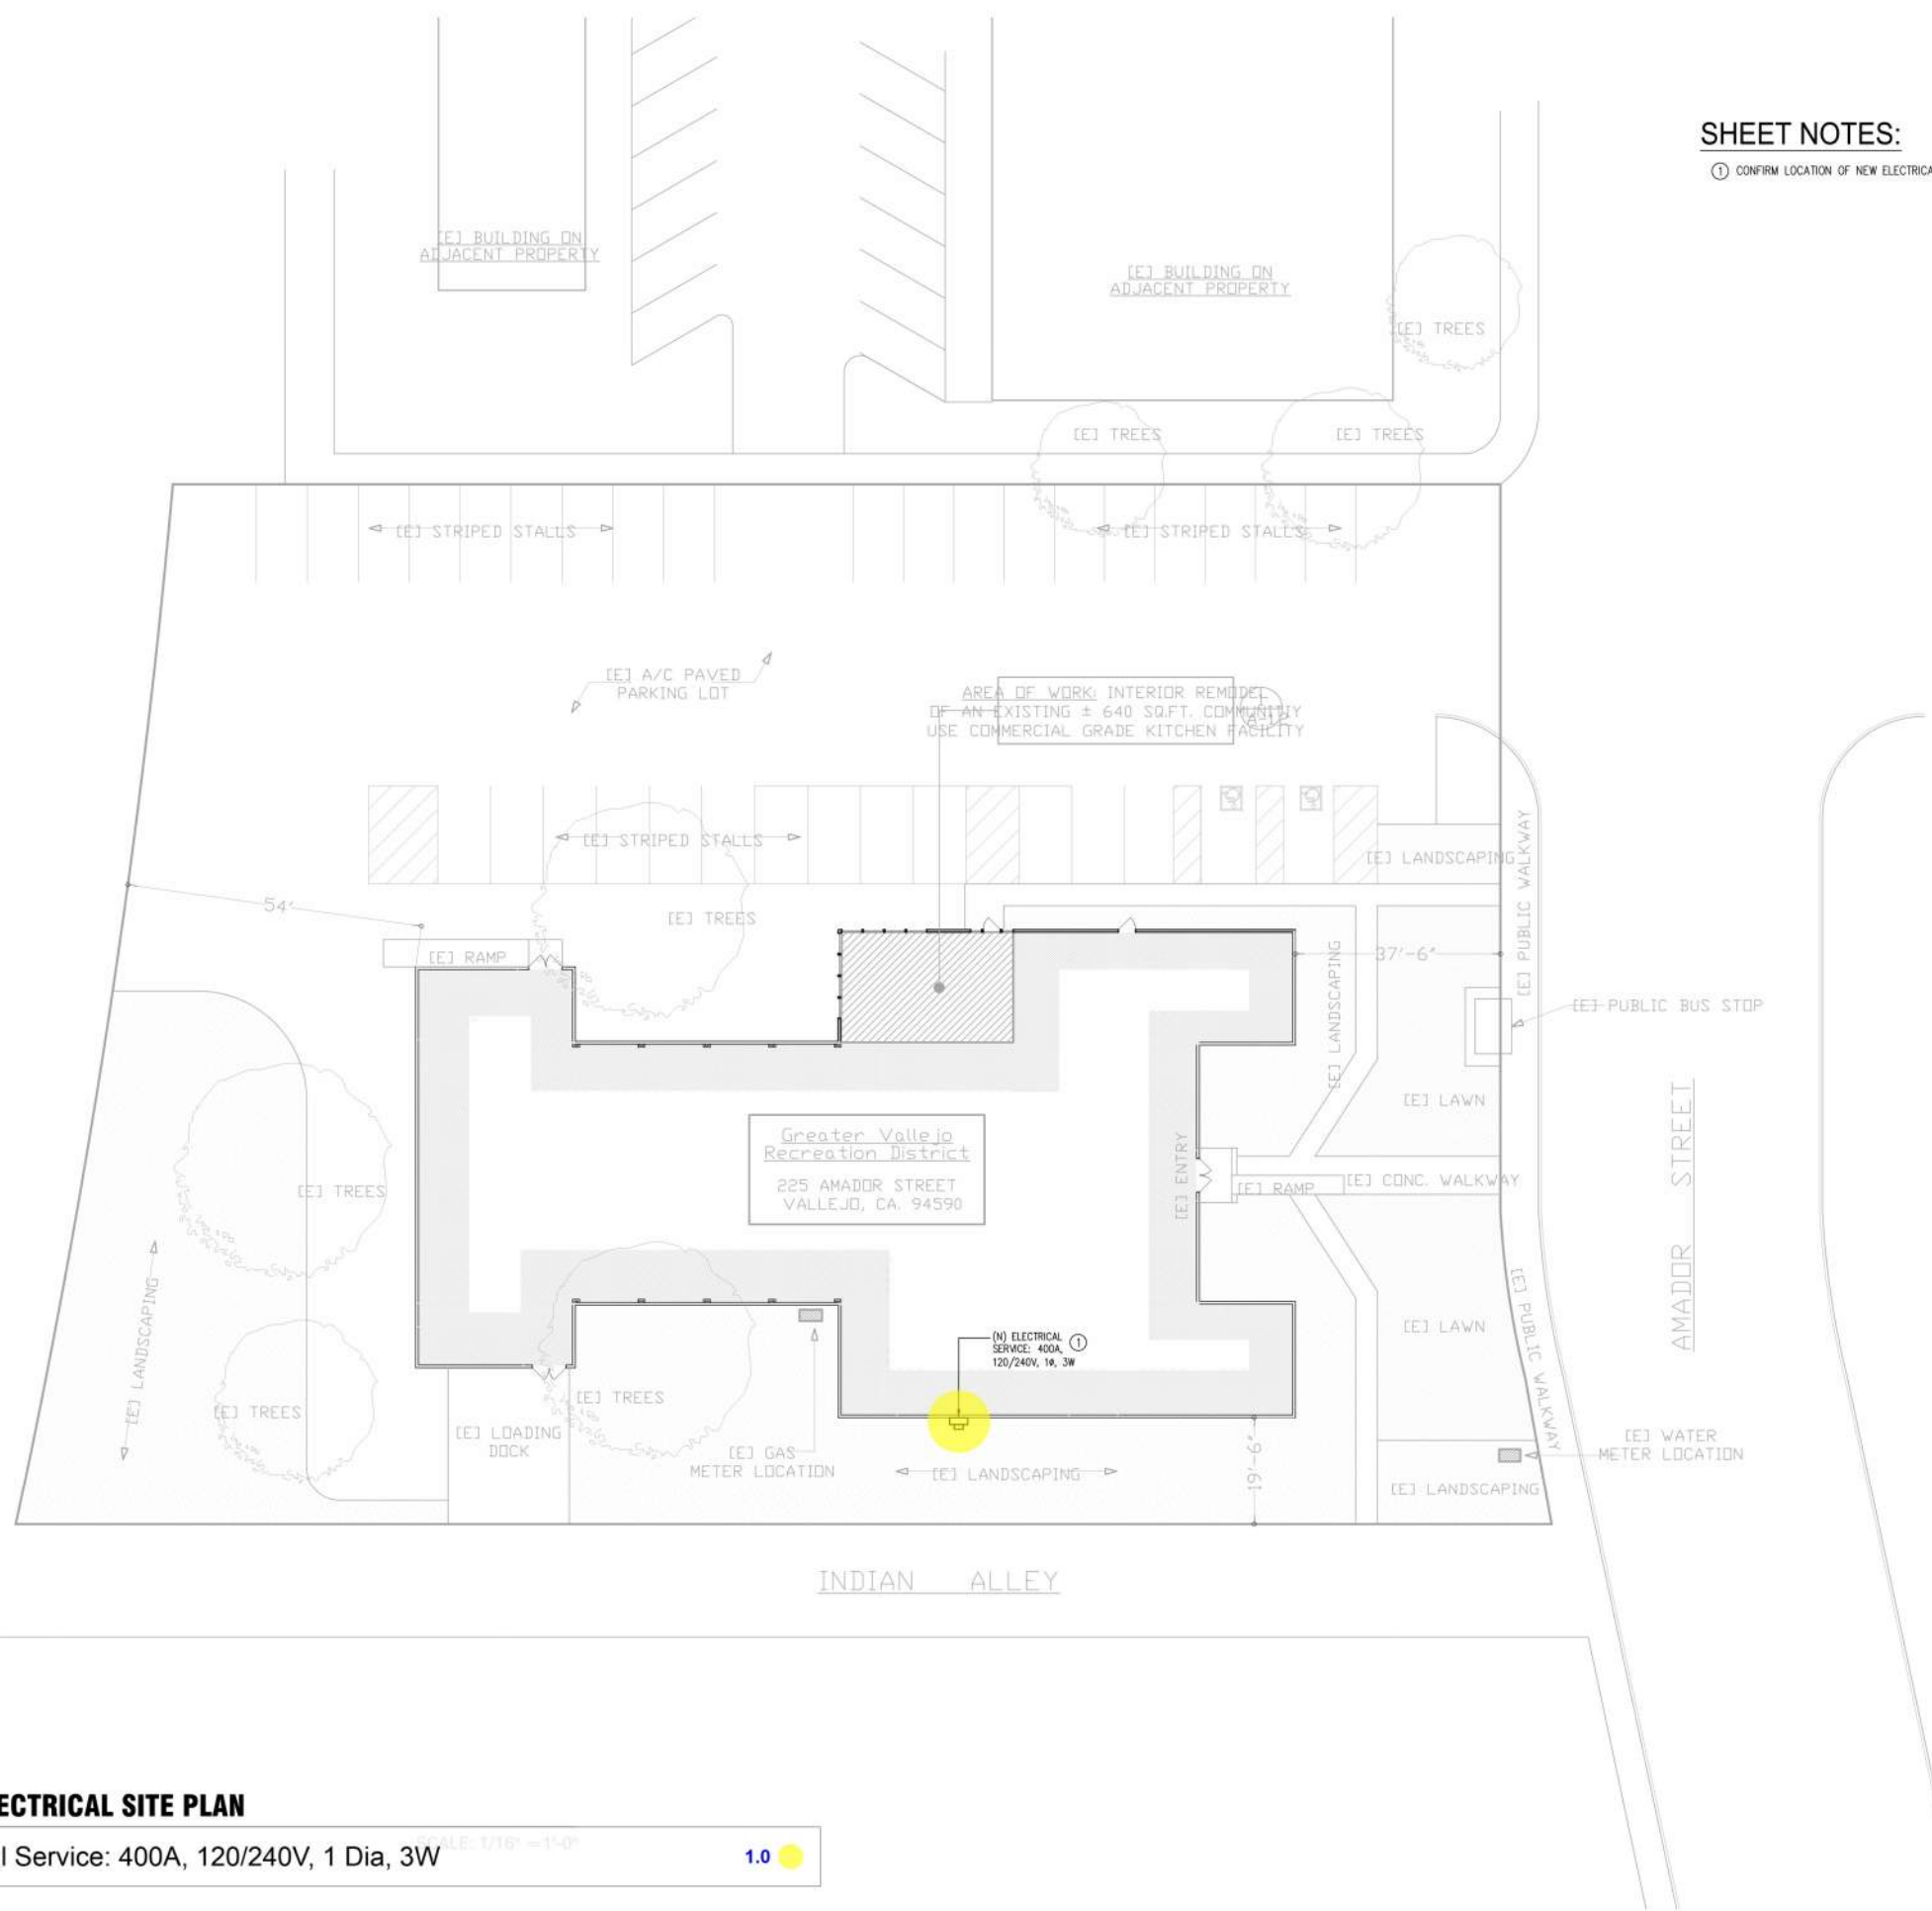 SHEET NOTES:
1 CONFIRM LOCATION OF NEW ELECTRICA
[E] BUILDING ON
ADJACENT PROPERTY
[E] BUILDING ON
ADJACENT PROPERTY
[E] TREES
[E] TREES
[E] TREES
[E] STRIPED STALLS
[E] STRIPED STALLS
[E] A/C PAVED
PARKING LOT
AREA OF WORK: INTERIOR REMODEL
OF AN EXISTING ± 640 SQ.FT. COMMUNITIY
USE COMMERCIAL GRADE KITCHEN FACILITY
[E] STRIPED STALLS
[E] LANDSCAPING
[E] PUBLIC WALKWAY
54'
[E] TREES
[E] RAMP
37'-6"
[E] LANDSCAPING
[E] PUBLIC BUS STOP
[E] LAWN
AMADOR STREET
Greater Vallejo
Recreation District
225 AMADOR STREET
VALLEJO, CA. 94590
[E] ENTRY
[E] RAMP
[E] CONC. WALKWAY
[E] TREES
[E] LANDSCAPING
[E] LAWN
[E] PUBLIC WALKWAY
(N) ELECTRICAL
SERVICE: 400A, 1
120/240V, 1ø, 3W
[E] TREES
[E] TREES
[E] LOADING
DOCK
[E] GAS
METER LOCATION
[E] LANDSCAPING
19'-6"
[E] WATER
METER LOCATION
[E] LANDSCAPING
INDIAN ALLEY
ECTRICAL SITE PLAN
SCALE: 1/16" = 1'-0"
l Service: 400A, 120/240V, 1 Dia, 3W 1.0